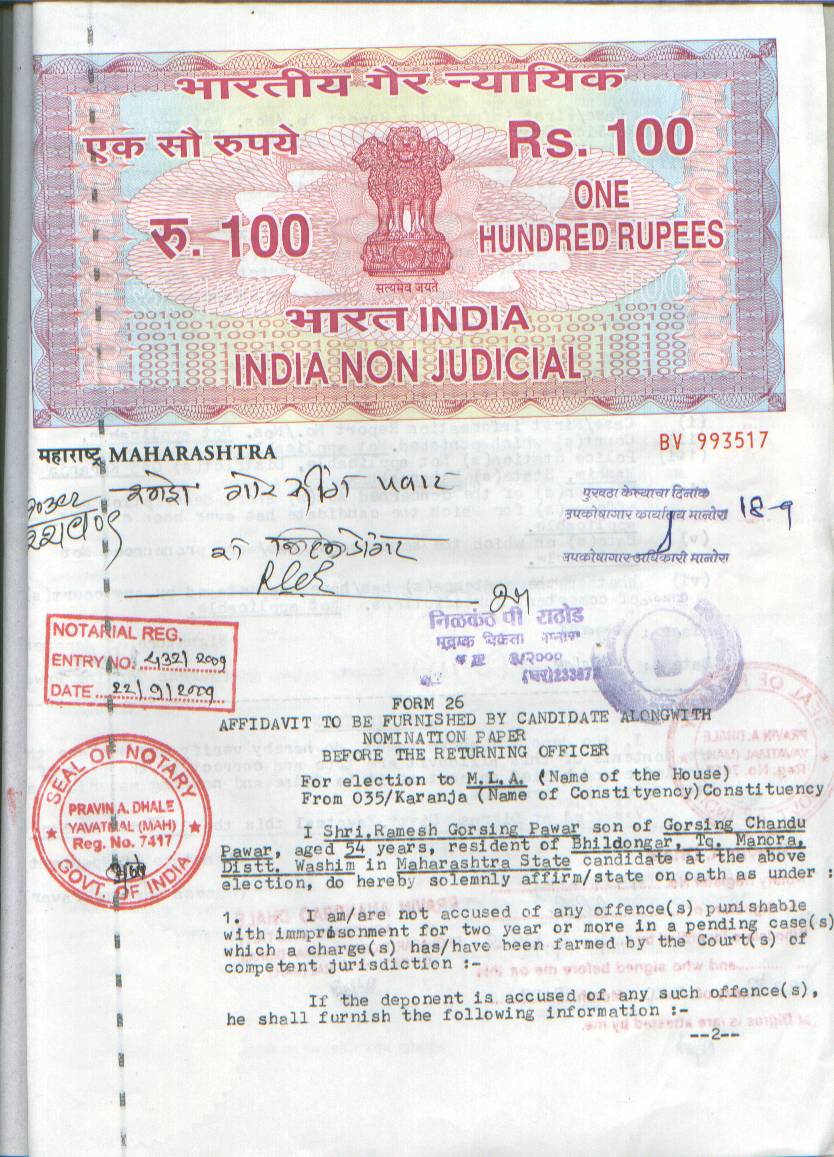 भारतीय गैर न्यायिक
एक सौ रुपये Rs. 100
रु. 100 ONE
HUNDRED RUPEES
सत्यमेव जयते
भारत INDIA
INDIA NON JUDICIAL
महाराष्ट्र MAHARASHTRA BV 993517
रमेश गोरसींग पवार
पुरवठा केल्याचा दिनांक
उपकोषागार कार्यालय मानोरा 18-9
उपकोषागार अधिकारी मानोरा
निळकंठ पी राठोड
NOTARIAL REG.
ENTRY NO. 432/2009
DATE 22/9/2009
FORM 26
AFFIDAVIT TO BE FURNISHED BY CANDIDATE ALONGWITH
NOMINATION PAPER
BEFORE THE RETURNING OFFICER
For election to M.L.A. (Name of the House)
From 035/Karanja (Name of Constityency)Constituency
SEAL OF NOTARY
PRAVIN A. DHALE
YAVATMAL (MAH)
Reg. No. 7417
GOVT. OF INDIA
I Shri.Ramesh Gorsing Pawar son of Gorsing Chandu
Pawar, aged 54 years, resident of Bhildongar, Tq. Manora,
Distt. Washim in Maharashtra State candidate at the above
election, do hereby solemnly affirm/state on oath as under :
1. I am/are not accused of any offence(s) punishable
with immprosonment for two year or more in a pending case(s)
which a charge(s) has/have been farmed by the Court(s) of
competent jurisdiction :-
If the deponent is accused of any such offence(s),
he shall furnish the following information :-
--2--